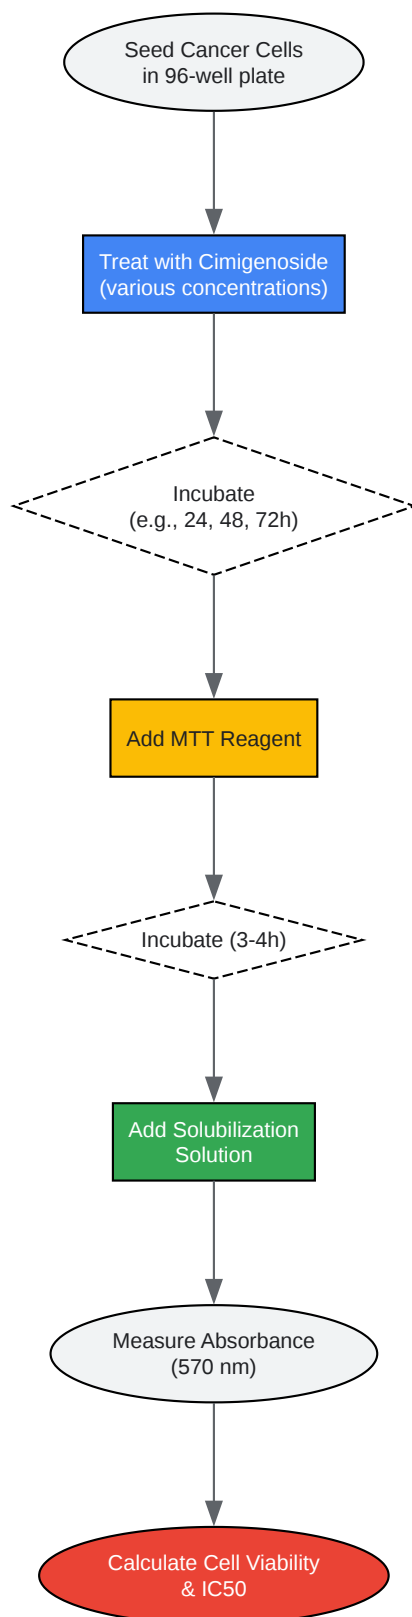 Seed Cancer Cells
in 96-well plate
Treat with Cimigenoside
(various concentrations)
Incubate
(e.g., 24, 48, 72h)
Add MTT Reagent
Incubate (3-4h)
Add Solubilization
Solution
Measure Absorbance
(570 nm)
Calculate Cell Viability
& IC50